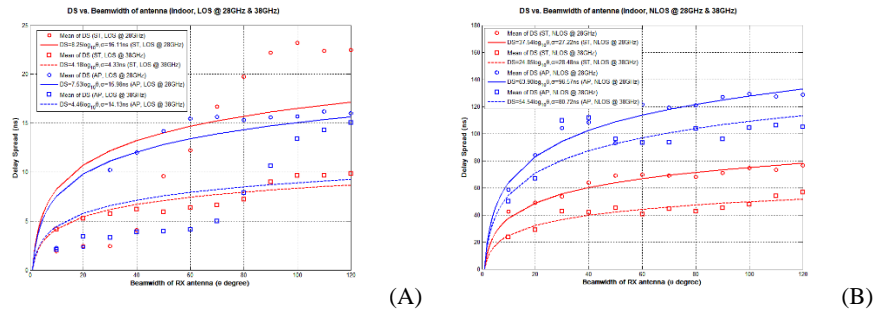 DS vs. Beamwidth of antenna (Indoor, LOS @ 28GHz & 38GHz)
25
20
15
10
5
0
Delay Spread (ns)
Mean of DS (ST, LOS @ 28GHz)
DS=8.25log10θ,σ=16.11ns (ST, LOS @ 28GHz)
Mean of DS (ST, LOS @ 38GHz)
DS=4.18log10θ,σ=4.33ns (ST, LOS @ 38GHz)
Mean of DS (AP, LOS @ 28GHz)
DS=7.53log10θ,σ=15.98ns (AP, LOS @ 28GHz)
Mean of DS (AP, LOS @ 38GHz)
DS=4.46log10θ,σ=14.13ns (AP, LOS @ 38GHz)
0 20 40 60 80 100 120
Beamwidth of RX antenna (θ degree)
(A)
DS vs. Beamwidth of antenna (Indoor, NLOS @ 28GHz & 38GHz)
180
160
140
120
100
80
60
40
20
0
Delay Spread (ns)
Mean of DS (ST, NLOS @ 28GHz)
DS=37.54log10θ,σ=27.22ns (ST, NLOS @ 28GHz)
Mean of DS (ST, NLOS @ 38GHz)
DS=24.85log10θ,σ=28.48ns (ST, NLOS @ 38GHz)
Mean of DS (AP, NLOS @ 28GHz)
DS=63.90log10θ,σ=96.57ns (AP, NLOS @ 28GHz)
Mean of DS (AP, NLOS @ 38GHz)
DS=54.54log10θ,σ=80.72ns (AP, NLOS @ 38GHz)
0 20 40 60 80 100 120
Beamwidth of RX antenna (θ degree)
(B)